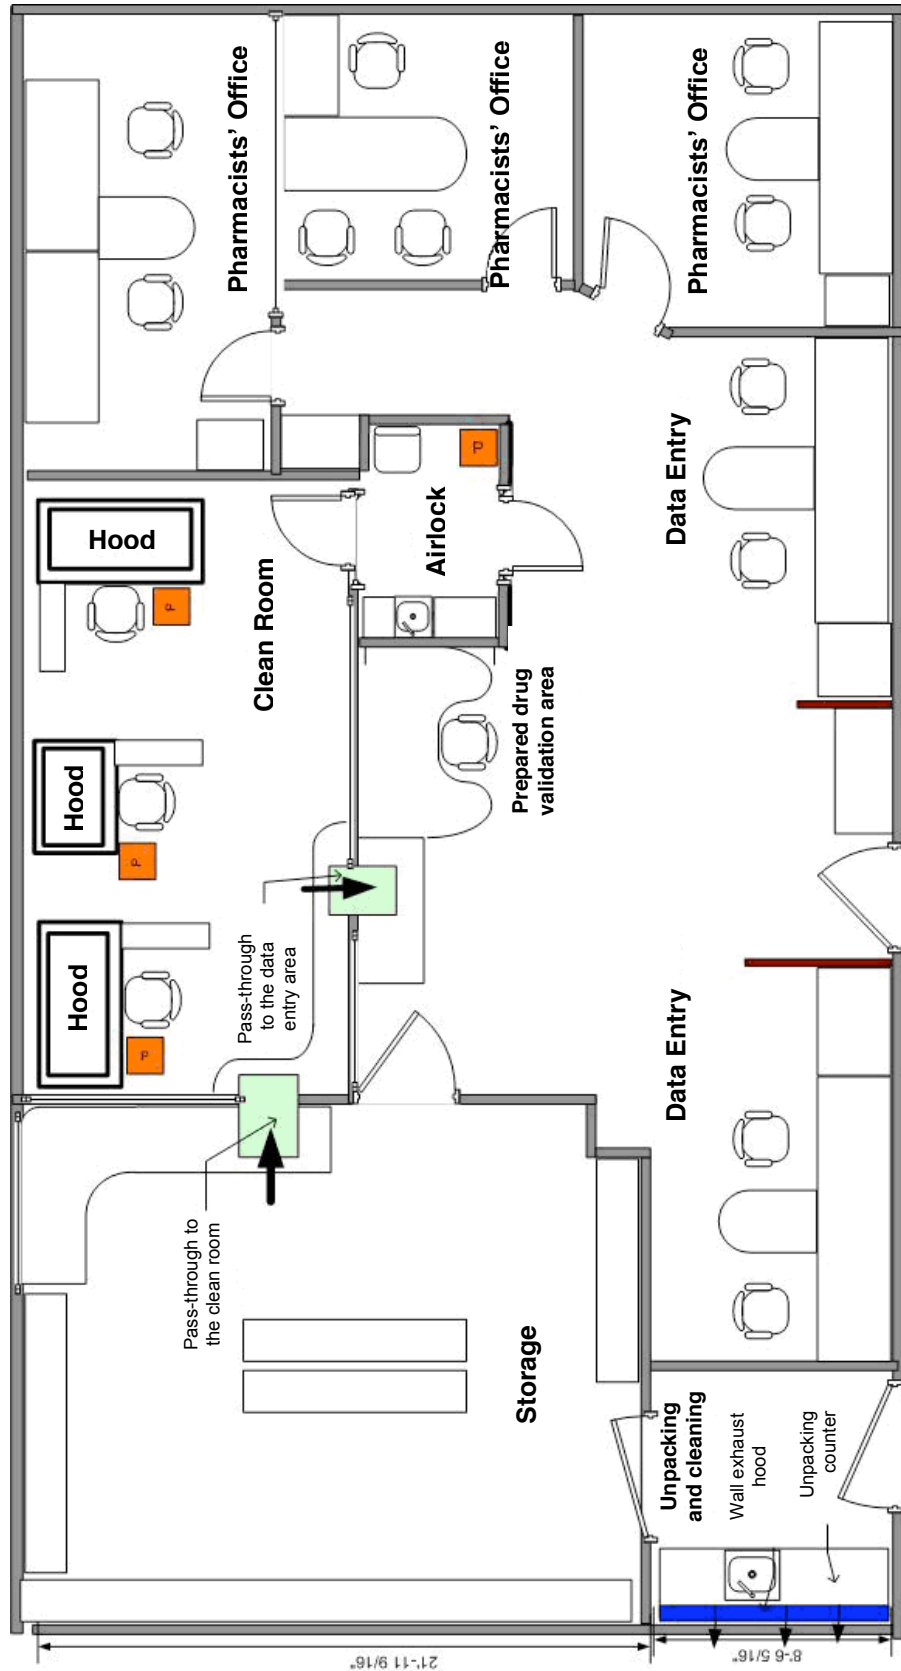 Pharmacists' Office
Pharmacists' Office
Pharmacists' Office
Hood
P
Airlock
P
Clean Room
Data Entry
Hood
P
Prepared drug
validation area
Hood
P
Pass-through
to the data
entry area
Data Entry
Pass-through to
the clean room
Storage
Unpacking
and cleaning
Wall exhaust
hood
Unpacking
counter
21'-11 9/16"
8'-6 5/16"